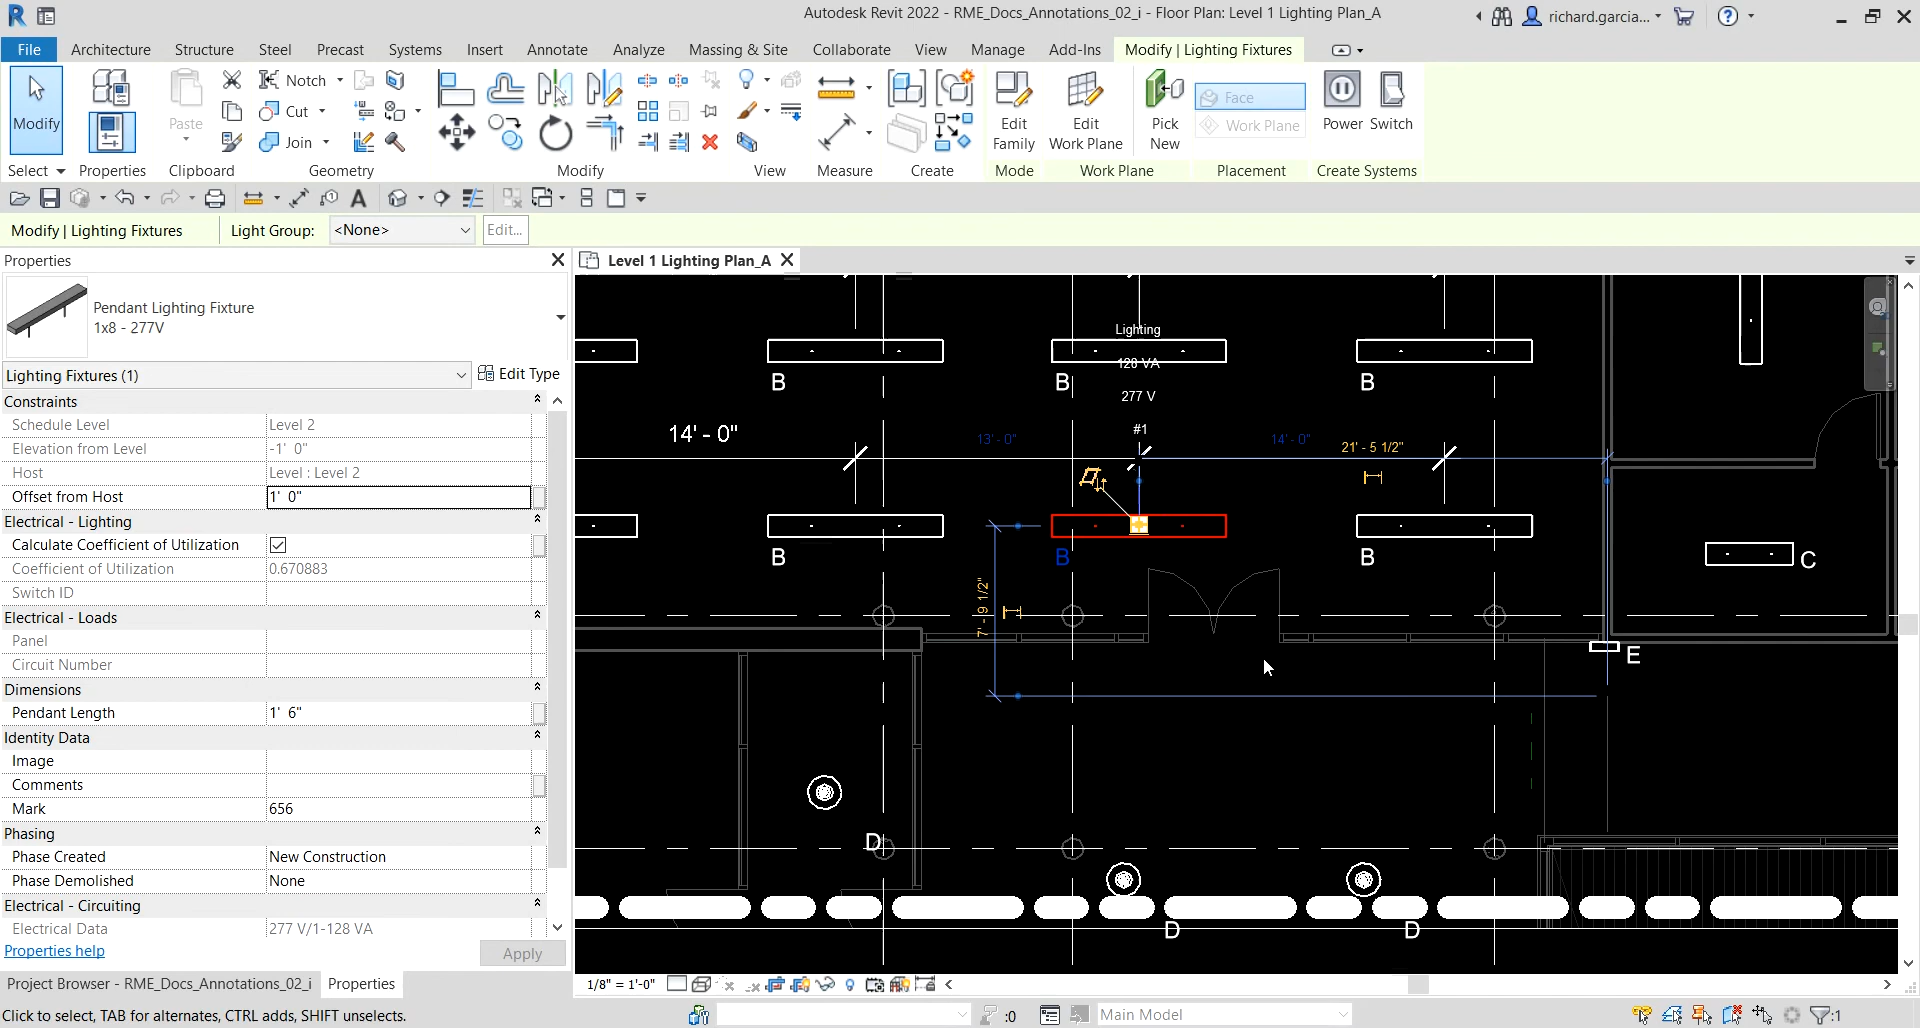 Autodesk Revit 2022 - RME_Docs_Annotations_02_i - Floor Plan: Level 1 Lighting Plan_A
richard.garcia...
File Architecture Structure Steel Precast Systems Insert Annotate Analyze Massing & Site Collaborate View Manage Add-Ins Modify | Lighting Fixtures
Modify
Paste
Notch
Cut
Join
Edit Family
Edit Work Plane
Pick New
Face
Work Plane
Power Switch
Select Properties Clipboard Geometry Modify View Measure Create Mode Work Plane Placement Create Systems
Modify | Lighting Fixtures Light Group: <None> Edit...
Properties
Pendant Lighting Fixture
1x8 - 277V
Lighting Fixtures (1) Edit Type
Constraints
Schedule Level Level 2
Elevation from Level -1' 0"
Host Level : Level 2
Offset from Host 1' 0"
Electrical - Lighting
Calculate Coefficient of Utilization
Coefficient of Utilization 0.670883
Switch ID
Electrical - Loads
Panel
Circuit Number
Dimensions
Pendant Length 1' 6"
Identity Data
Image
Comments
Mark 656
Phasing
Phase Created New Construction
Phase Demolished None
Electrical - Circuiting
Electrical Data 277 V/1-128 VA
Properties help Apply
Project Browser - RME_Docs_Annotations_02_i Properties
Level 1 Lighting Plan_A
Lighting
128 VA
B B B
277 V
#1
14' - 0" 13' - 0" 14' - 0" 21' - 5 1/2"
B B B C
7' - 9 1/2"
E
D
D D
1/8" = 1'-0"
Click to select, TAB for alternates, CTRL adds, SHIFT unselects.
:0 Main Model :1